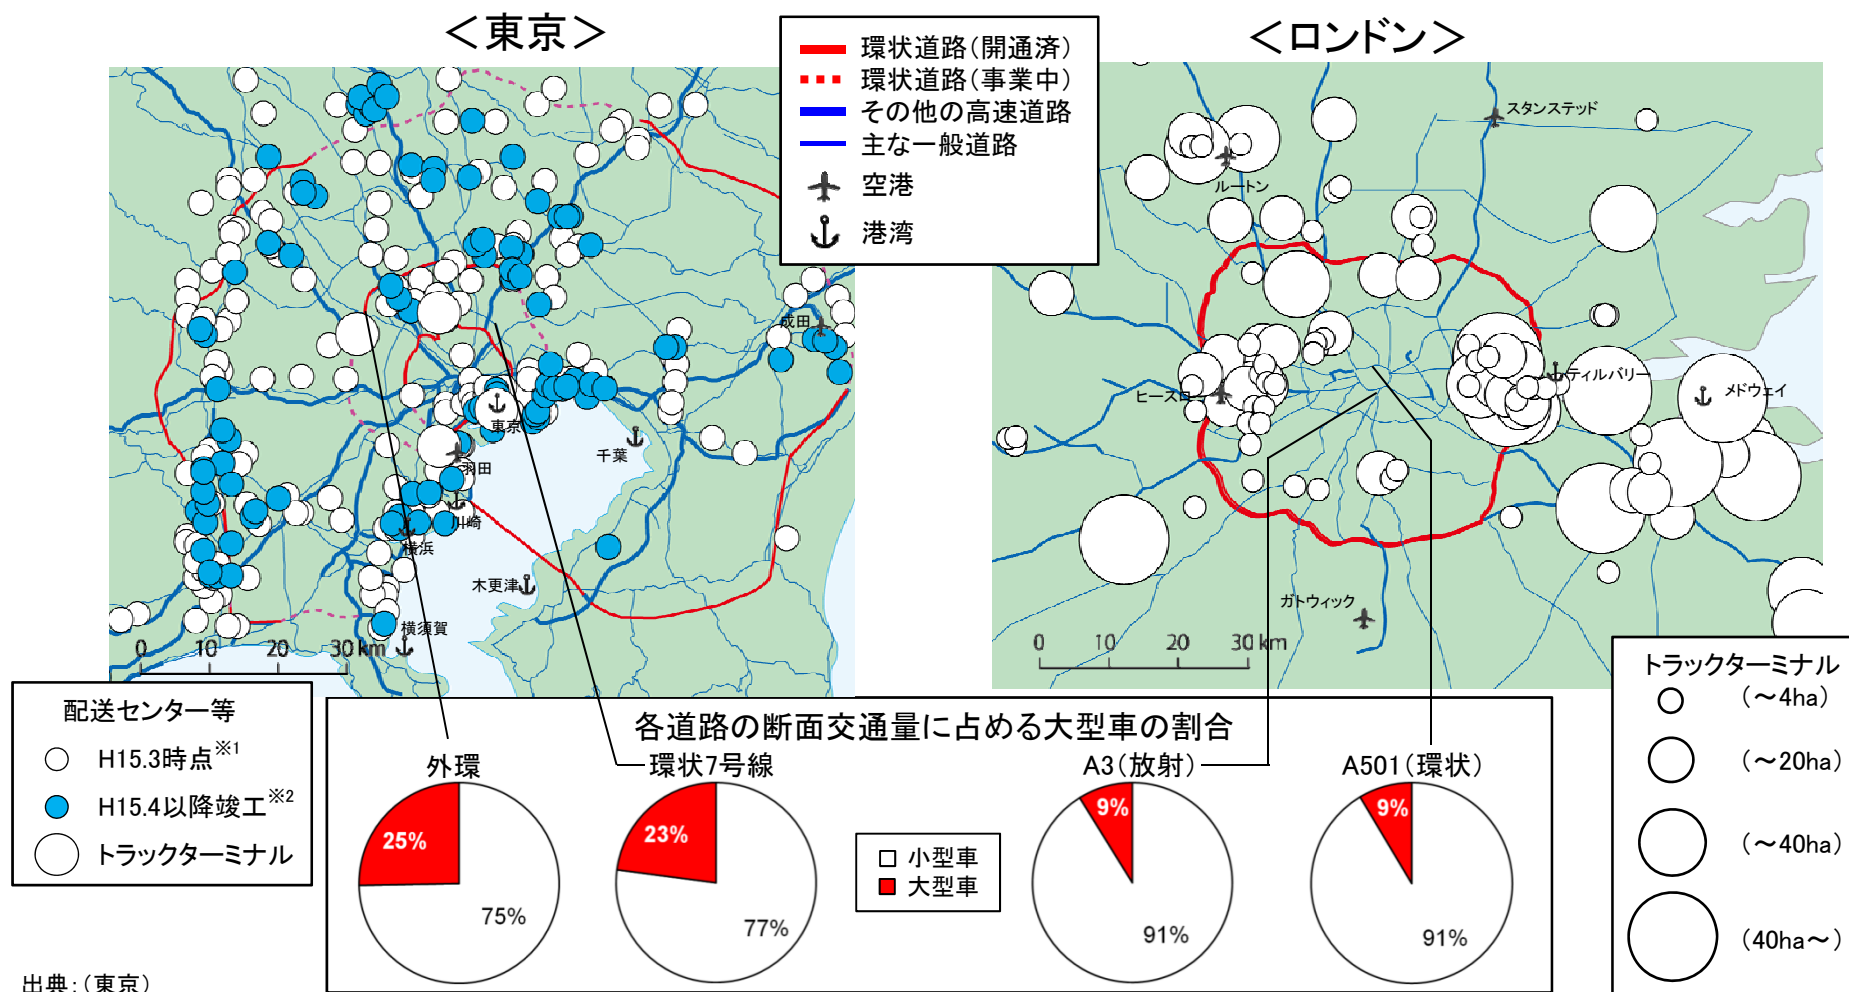 ＜東京＞
＜ロンドン＞
環状道路（開通済）
環状道路（事業中）
その他の高速道路
主な一般道路
空港
港湾
成田
東京
羽田
千葉
川崎
横浜
木更津
横須賀
0 10 20 30 km
スタンステッド
ルートン
ヒースロー
ティルバリー
メドウェイ
ガトウィック
0 10 20 30 km
配送センター等
H15.3時点※1
H15.4以降竣工※2
トラックターミナル
トラックターミナル
（～4ha）
（～20ha）
（～40ha）
（40ha～）
各道路の断面交通量に占める大型車の割合
外環
環状7号線
A3（放射）
A501（環状）
25%
75%
23%
77%
小型車
大型車
9%
91%
9%
91%
出典：（東京）